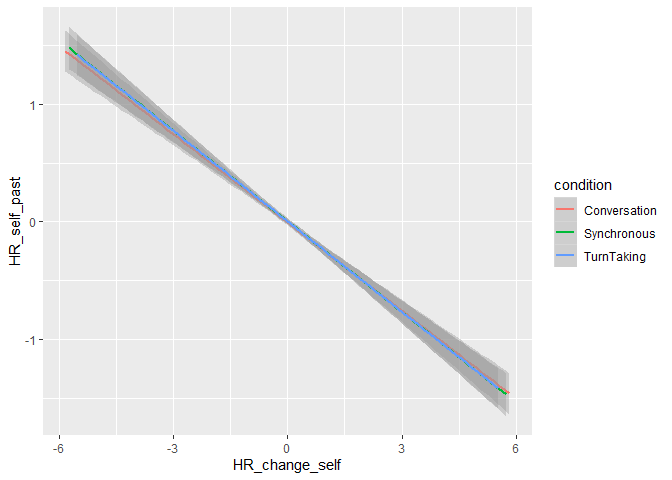 1
0
-1
HR_self_past
-6
-3
0
3
6
HR_change_self
condition
Conversation
Synchronous
TurnTaking